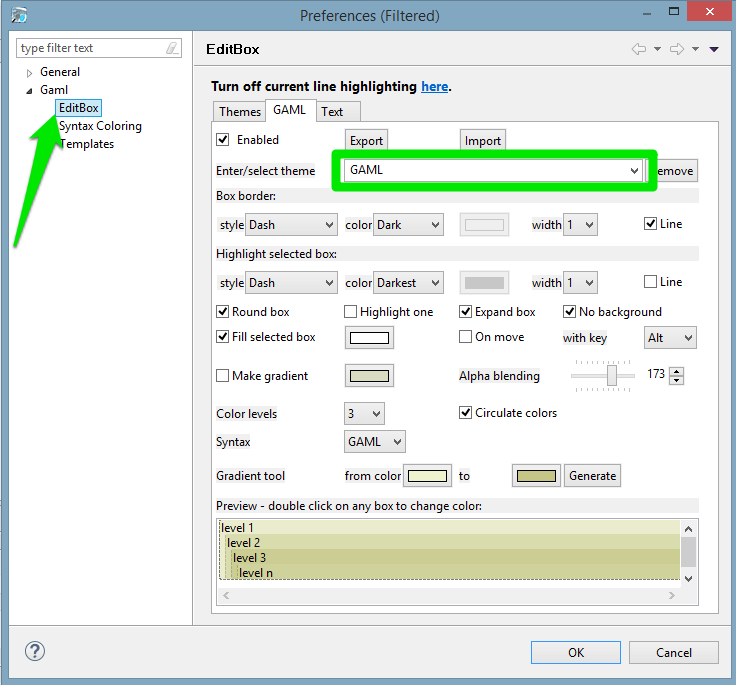 Preferences (Filtered)
type filter text
General
Gaml
EditBox
Syntax Coloring
Templates
EditBox
Turn off current line highlighting here.
Themes GAML Text
Enabled Export Import
Enter/select theme GAML emove
Box border:
style Dash color Dark width 1 Line
Highlight selected box:
style Dash color Darkest width 1 Line
Round box Highlight one Expand box No background
Fill selected box On move with key Alt
Make gradient Alpha blending 173
Color levels 3 Circulate colors
Syntax GAML
Gradient tool from color to Generate
Preview - double click on any box to change color:
level 1
level 2
level 3
level n
OK Cancel